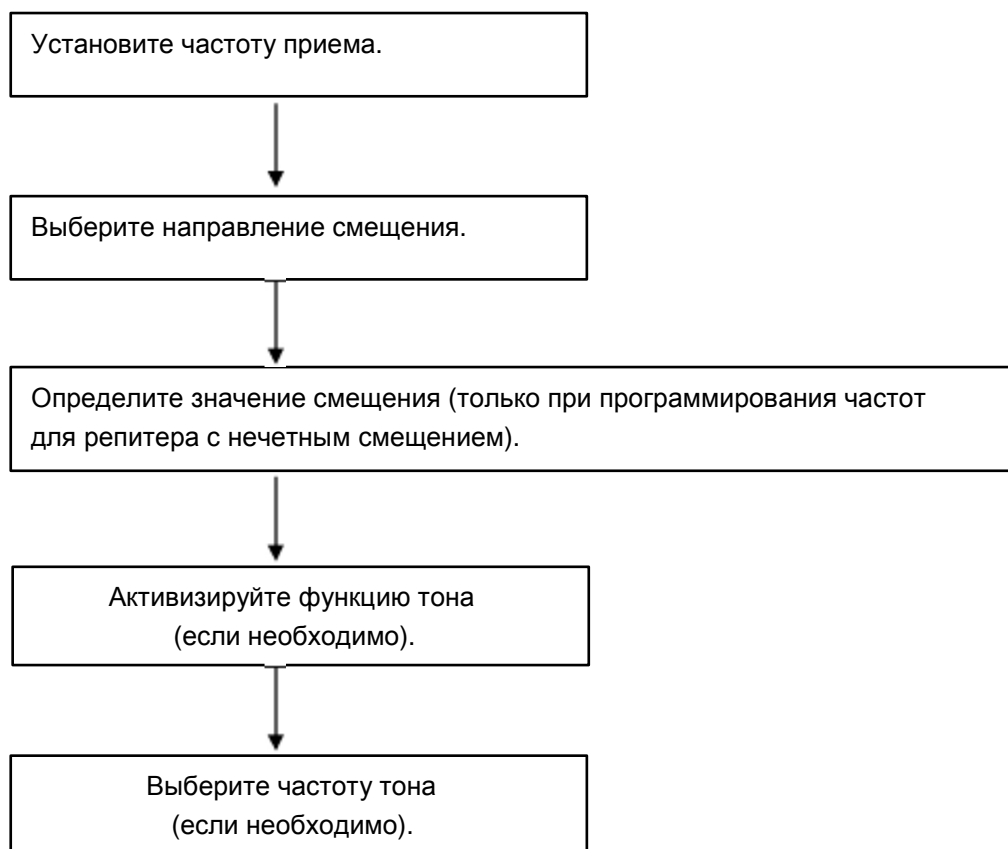 Установите частоту приема.
Выберите направление смещения.
Определите значение смещения (только при программирования частот
для репитера с нечетным смещением).
Активизируйте функцию тона
(если необходимо).
Выберите частоту тона
(если необходимо).